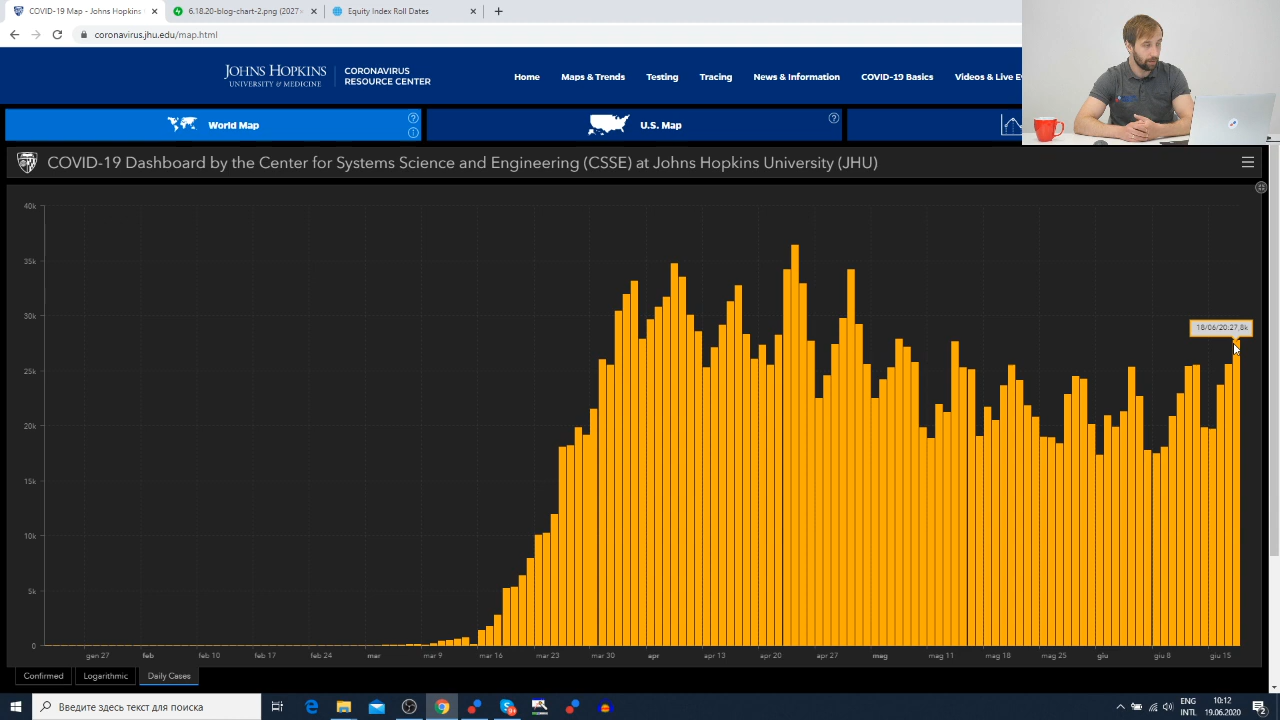 COVID-19 Map - Johns Hopkins
6.18.20-blog-chart-2.png (2027×
Equity Index Roll Dates
coronavirus.jhu.edu/map.html
JOHNS HOPKINS
UNIVERSITY & MEDICINE
CORONAVIRUS
RESOURCE CENTER
Home
Maps & Trends
Testing
Tracing
News & Information
COVID-19 Basics
Videos & Live E
World Map
U.S. Map
COVID-19 Dashboard by the Center for Systems Science and Engineering (CSSE) at Johns Hopkins University (JHU)
40k
35k
30k
25k
20k
15k
10k
5k
0
18/06/20:27,8k
gen 27
feb
feb 10
feb 17
feb 24
mar
mar 9
mar 16
mar 23
mar 30
apr
apr 13
apr 20
apr 27
mag
mag 11
mag 18
mag 25
giu
giu 8
giu 15
Confirmed
Logarithmic
Daily Cases
Введите здесь текст для поиска
ENG
INTL
10:12
19.06.2020
2